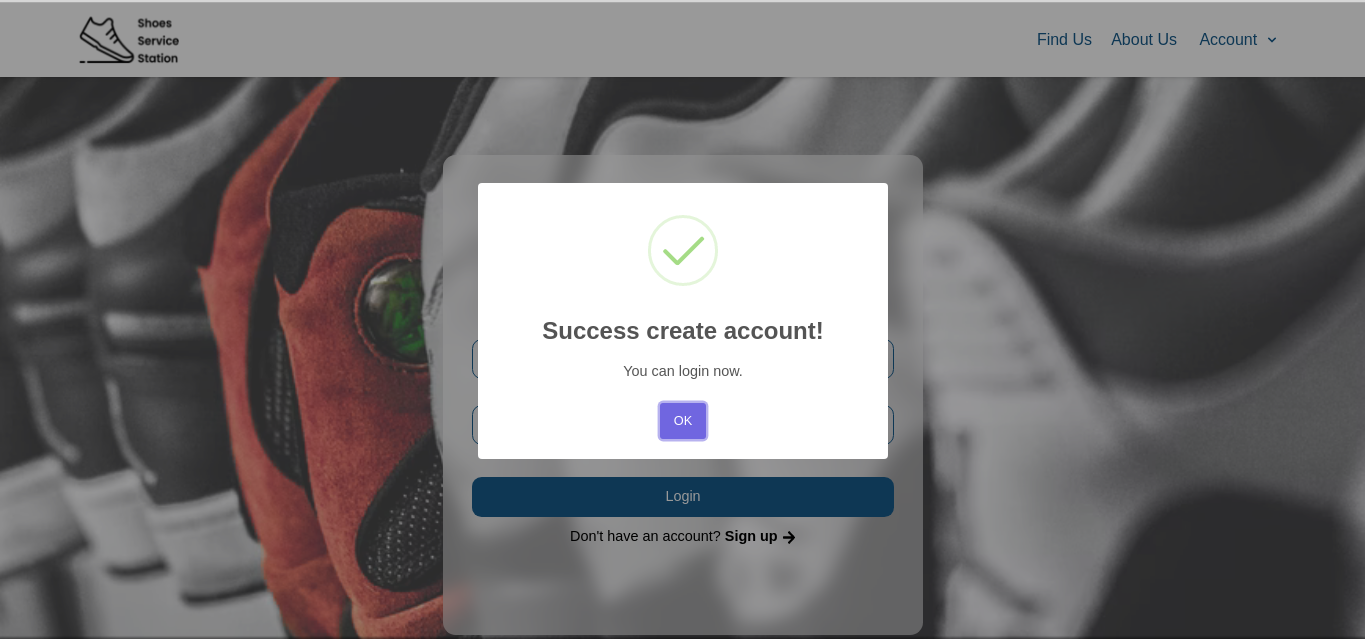 Shoes
Service
Station
Find Us
About Us
Account
Success create account!
You can login now.
OK
Login
Don't have an account? Sign up